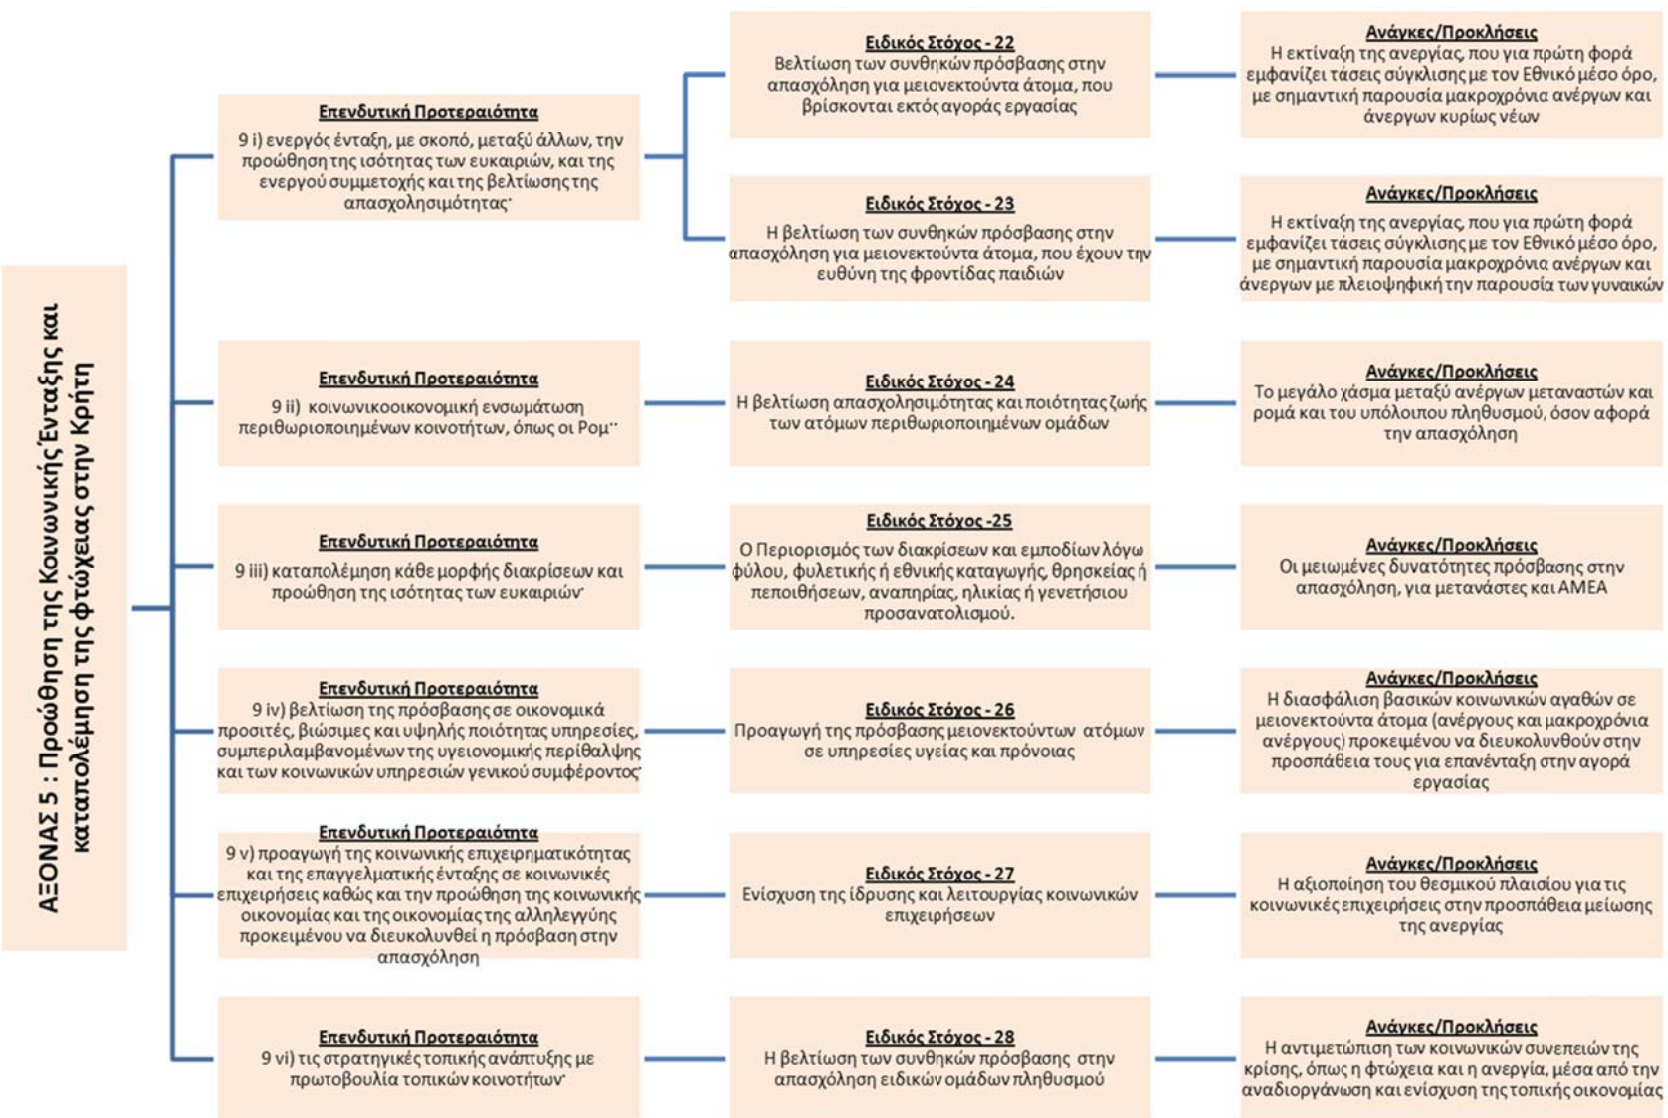 ΑΞΟΝΑΣ 5 : Προώθηση της Κοινωνικής Ένταξης και
καταπολέμηση της φτώχειας στην Κρήτη
Επενδυτική Προτεραιότητα
9 i) ενεργός ένταξη, με σκοπό, μεταξύ άλλων, την
προώθηση της ισότητας των ευκαιριών, και της
ενεργού συμμετοχής και της βελτίωσης της
απασχολησιμότητας·
Ειδικός Στόχος - 22
Βελτίωση των συνθηκών πρόσβασης στην
απασχόληση για μειονεκτούντα άτομα, που
βρίσκονται εκτός αγοράς εργασίας
Ανάγκες/Προκλήσεις
Η εκτίναξη της ανεργίας, που για πρώτη φορά
εμφανίζει τάσεις σύγκλισης με τον Εθνικό μέσο όρο,
με σημαντική παρουσία μακροχρόνια ανέργων και
άνεργων κυρίως νέων
Ειδικός Στόχος - 23
Η βελτίωση των συνθηκών πρόσβασης στην
απασχόληση για μειονεκτούντα άτομα, που έχουν την
ευθύνη της φροντίδας παιδιών
Ανάγκες/Προκλήσεις
Η εκτίναξη της ανεργίας, που για πρώτη φορά
εμφανίζει τάσεις σύγκλισης με τον Εθνικό μέσο όρο,
με σημαντική παρουσία μακροχρόνια ανέργων και
άνεργων με πλειοψηφική την παρουσία των γυναικών
Επενδυτική Προτεραιότητα
9 ii) κοινωνικοοικονομική ενσωμάτωση
περιθωριοποιημένων κοινοτήτων, όπως οι Ρομ··
Ειδικός Στόχος - 24
Η βελτίωση απασχολησιμότητας και ποιότητας ζωής
των ατόμων περιθωριοποιημένων ομάδων
Ανάγκες/Προκλήσεις
Το μεγάλο χάσμα μεταξύ ανέργων μεταναστών και
ρομά και του υπόλοιπου πληθυσμού, όσον αφορά
την απασχόληση
Επενδυτική Προτεραιότητα
9 iii) καταπολέμηση κάθε μορφής διακρίσεων και
προώθηση της ισότητας των ευκαιριών·
Ειδικός Στόχος -25
Ο Περιορισμός των διακρίσεων και εμποδίων λόγω
φύλου, φυλετικής ή εθνικής καταγωγής, θρησκείας ή
πεποιθήσεων, αναπηρίας, ηλικίας ή γενετήσιου
προσανατολισμού.
Ανάγκες/Προκλήσεις
Οι μειωμένες δυνατότητες πρόσβασης στην
απασχόληση, για μετανάστες και ΑΜΕΑ
Επενδυτική Προτεραιότητα
9 iv) βελτίωση της πρόσβασης σε οικονομικά
προσιτές, βιώσιμες και υψηλής ποιότητας υπηρεσίες,
συμπεριλαμβανομένων της υγειονομικής περίθαλψης
και των κοινωνικών υπηρεσιών γενικού συμφέροντος·
Ειδικός Στόχος - 26
Προαγωγή της πρόσβασης μειονεκτούντων ατόμων
σε υπηρεσίες υγείας και πρόνοιας
Ανάγκες/Προκλήσεις
Η διασφάλιση βασικών κοινωνικών αγαθών σε
μειονεκτούντα άτομα (ανέργους και μακροχρόνια
ανέργους) προκειμένου να διευκολυνθούν στην
προσπάθεια τους για επανένταξη στην αγορά
εργασίας
Επενδυτική Προτεραιότητα
9 v) προαγωγή της κοινωνικής επιχειρηματικότητας
και της επαγγελματικής ένταξης σε κοινωνικές
επιχειρήσεις καθώς και την προώθηση της κοινωνικής
οικονομίας και της οικονομίας της αλληλεγγύης
προκειμένου να διευκολυνθεί η πρόσβαση στην
απασχόληση
Ειδικός Στόχος - 27
Ενίσχυση της ίδρυσης και λειτουργίας κοινωνικών
επιχειρήσεων
Ανάγκες/Προκλήσεις
Η αξιοποίηση του θεσμικού πλαισίου για τις
κοινωνικές επιχειρήσεις στην προσπάθεια μείωσης
της ανεργίας
Επενδυτική Προτεραιότητα
9 vi) τις στρατηγικές τοπικής ανάπτυξης με
πρωτοβουλία τοπικών κοινοτήτων·
Ειδικός Στόχος - 28
Η βελτίωση των συνθηκών πρόσβασης στην
απασχόληση ειδικών ομάδων πληθυσμού
Ανάγκες/Προκλήσεις
Η αντιμετώπιση των κοινωνικών συνεπειών της
κρίσης, όπως η φτώχεια και η ανεργία, μέσα από την
αναδιοργάνωση και ενίσχυση της τοπικής οικονομίας